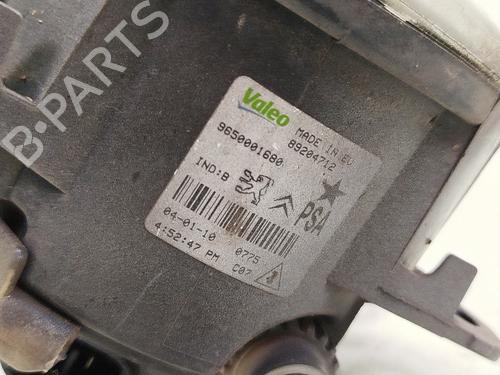 B-PARTS
Valeo
MADE IN EU
9650001680
89204712
IND:B
PSA
04-01-10 0775
4:52:47 PM C07